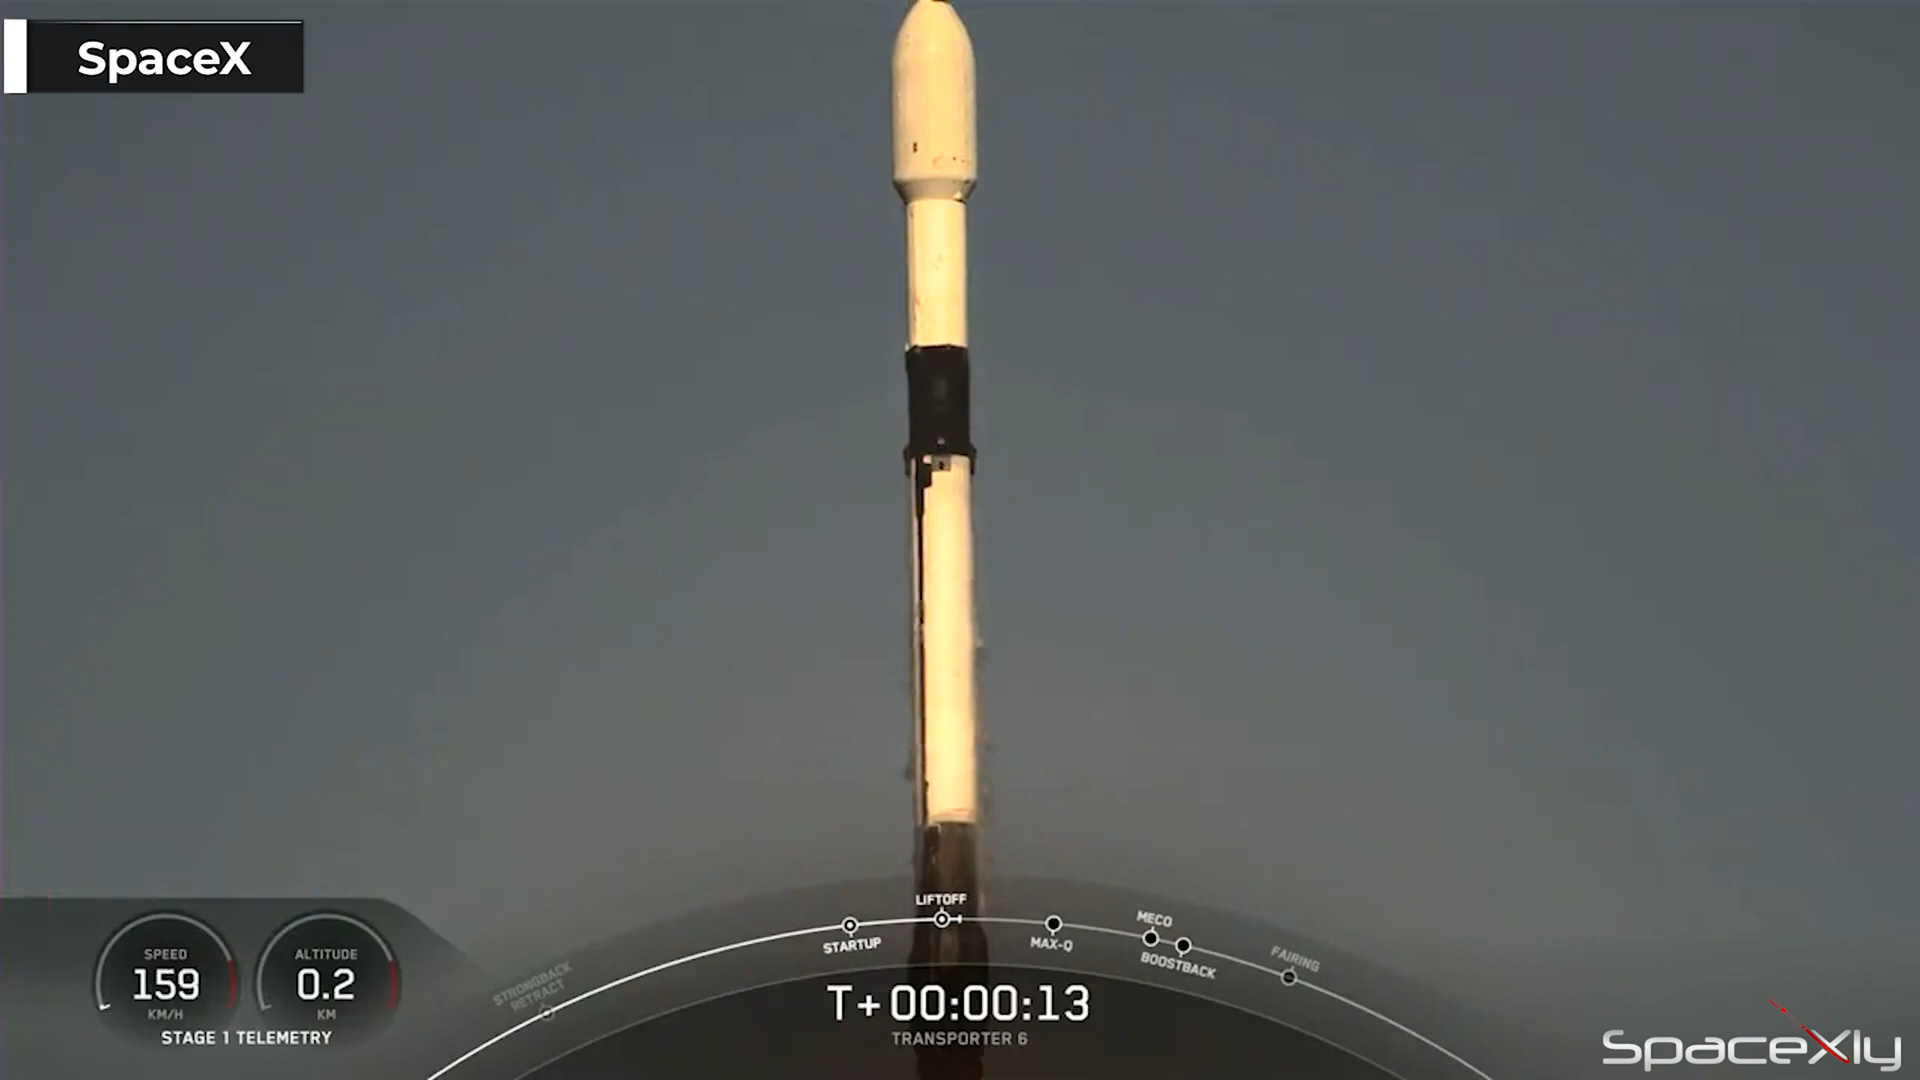 SpaceX
LIFTOFF
STARTUP
MAX-Q
MECO
BOOSTBACK
FAIRING
STRONGBACK
RETRACT
SPEED
159
KM/H
ALTITUDE
0.2
KM
STAGE 1 TELEMETRY
T+00:00:13
TRANSPORTER 6
SpaceXly